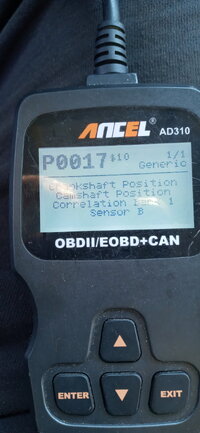 ANCEL® AD310
P0017 $10 1/1
Generic
Crankshaft Position
Camshaft Position
Correlation Bank 1
Sensor B
OBDII/EOBD+CAN
ENTER EXIT